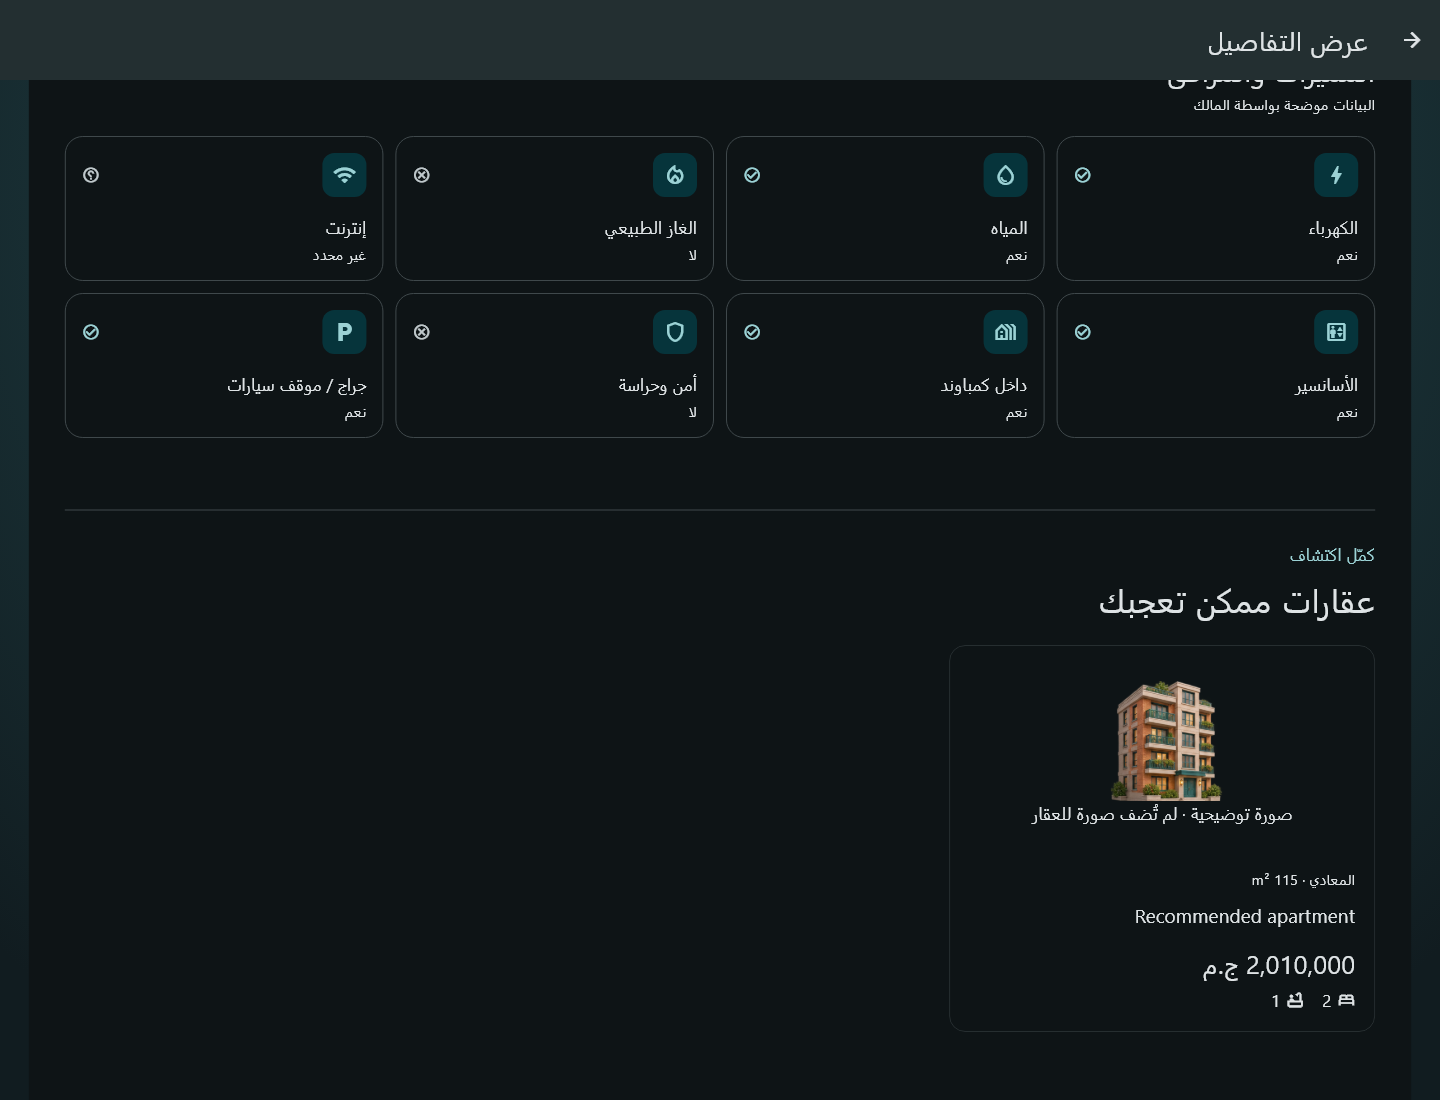 عرض التفاصيل
البيانات موضحة بواسطة المالك
الكهرباء
نعم
المياه
نعم
الغاز الطبيعي
لا
إنترنت
غير محدد
الأسانسير
نعم
داخل كمباوند
نعم
أمن وحراسة
لا
P
جراج / موقف سيارات
نعم
كمّل اكتشاف
عقارات ممكن تعجبك
صورة توضيحية · لم تُضف صورة للعقار
المعادي · 115 m²
Recommended apartment
2,010,000 ج.م
2 1